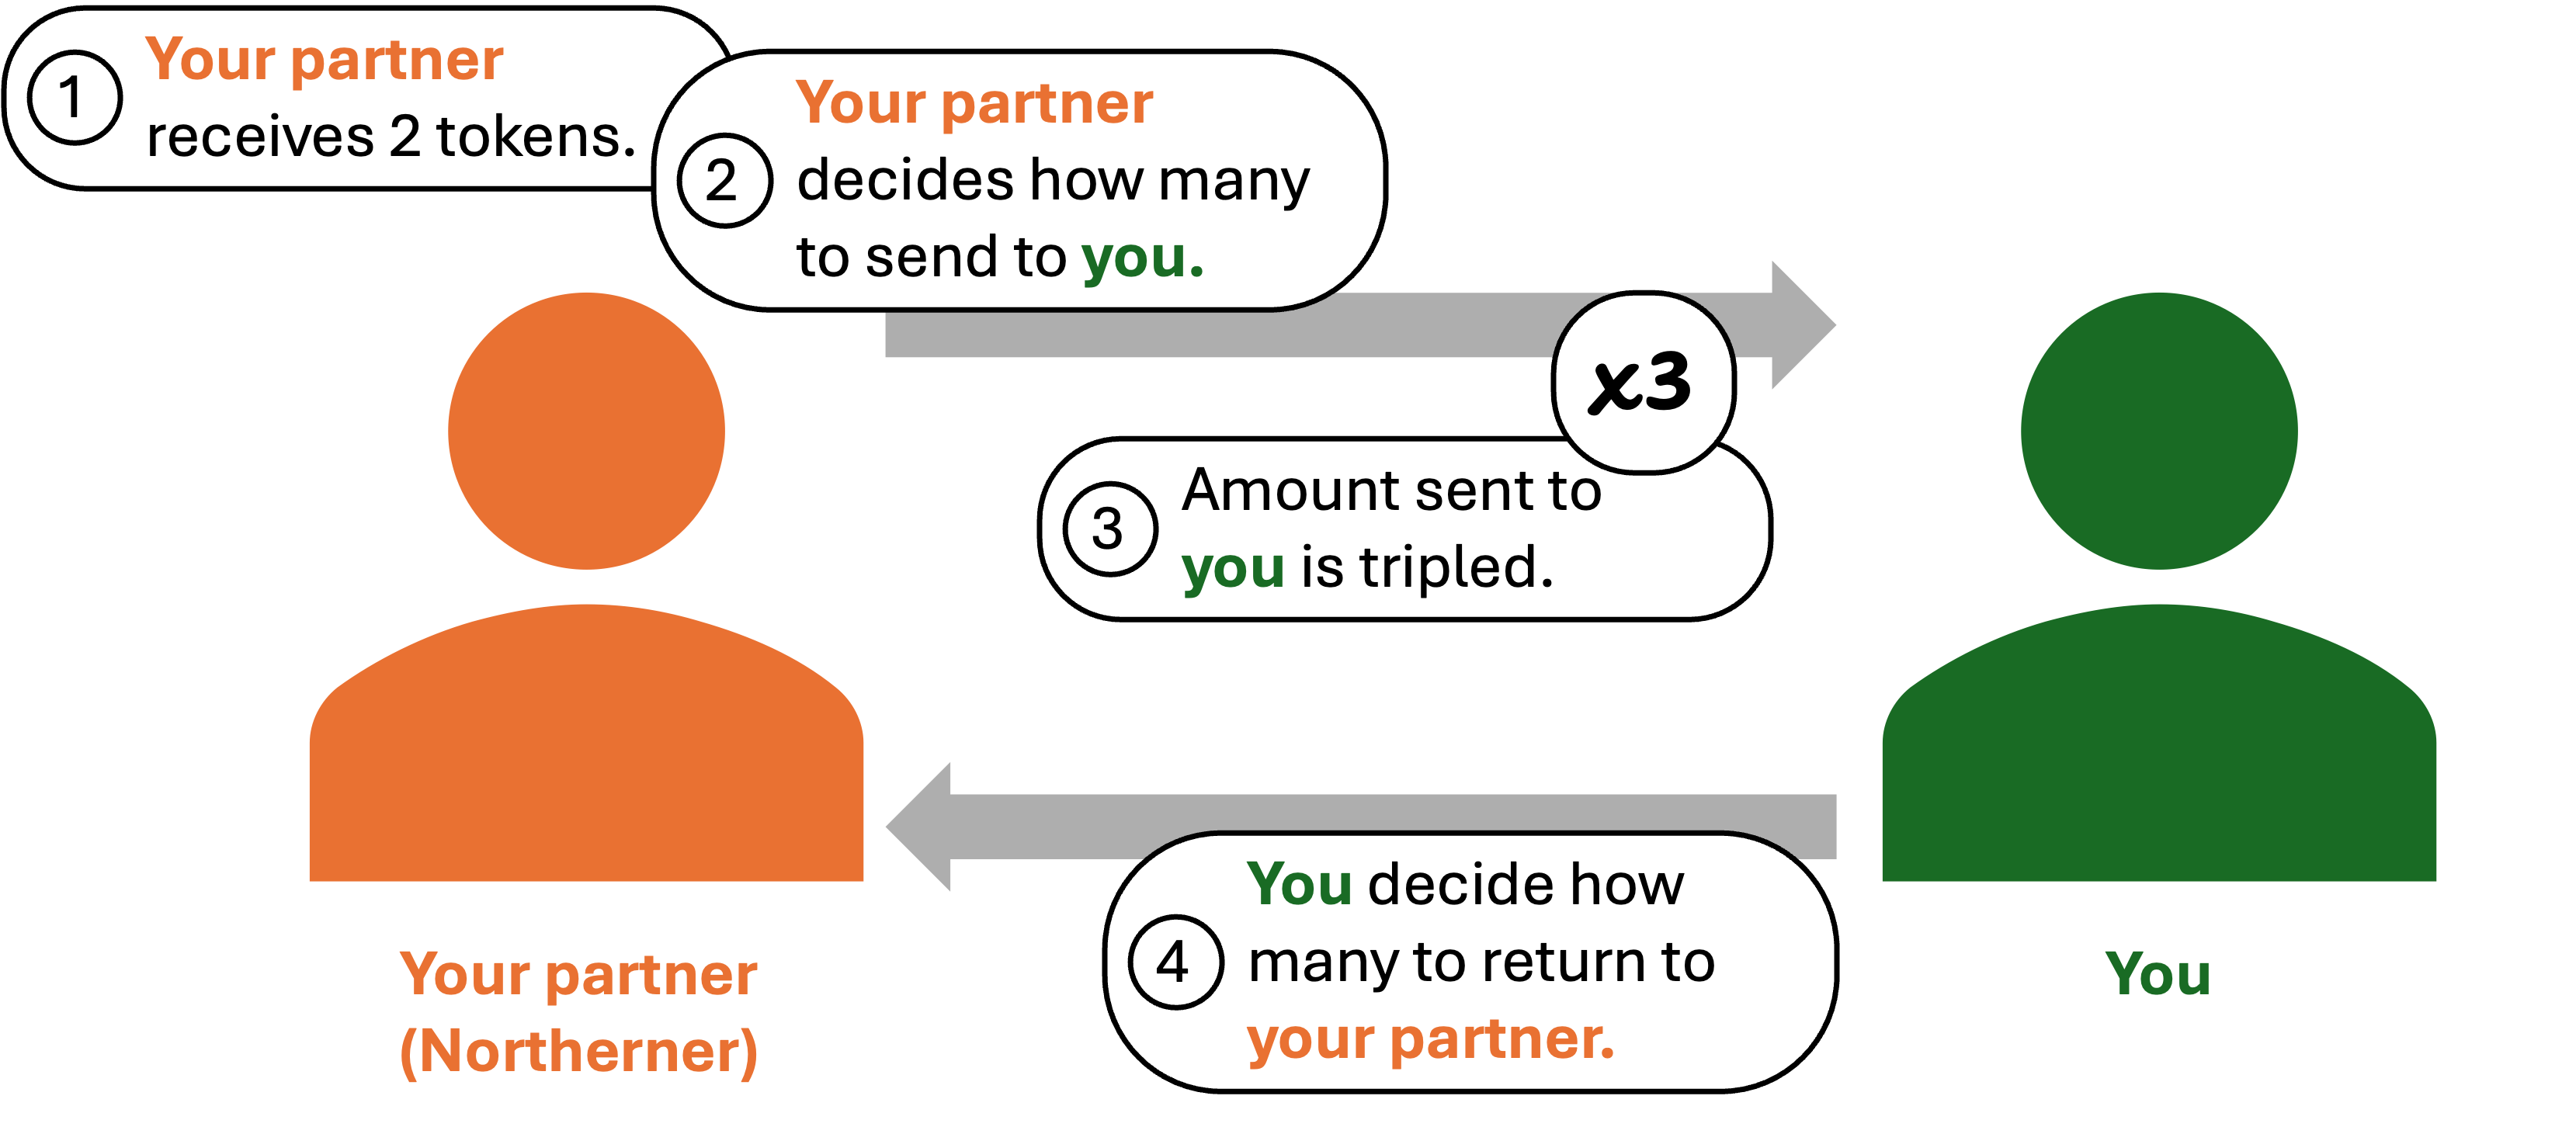 1
Your partner
receives 2 tokens.
2
Your partner
decides how many
to send to you.
x3
3
Amount sent to
you is tripled.
4
You decide how
many to return to
your partner.
Your partner
(Northerner)
You